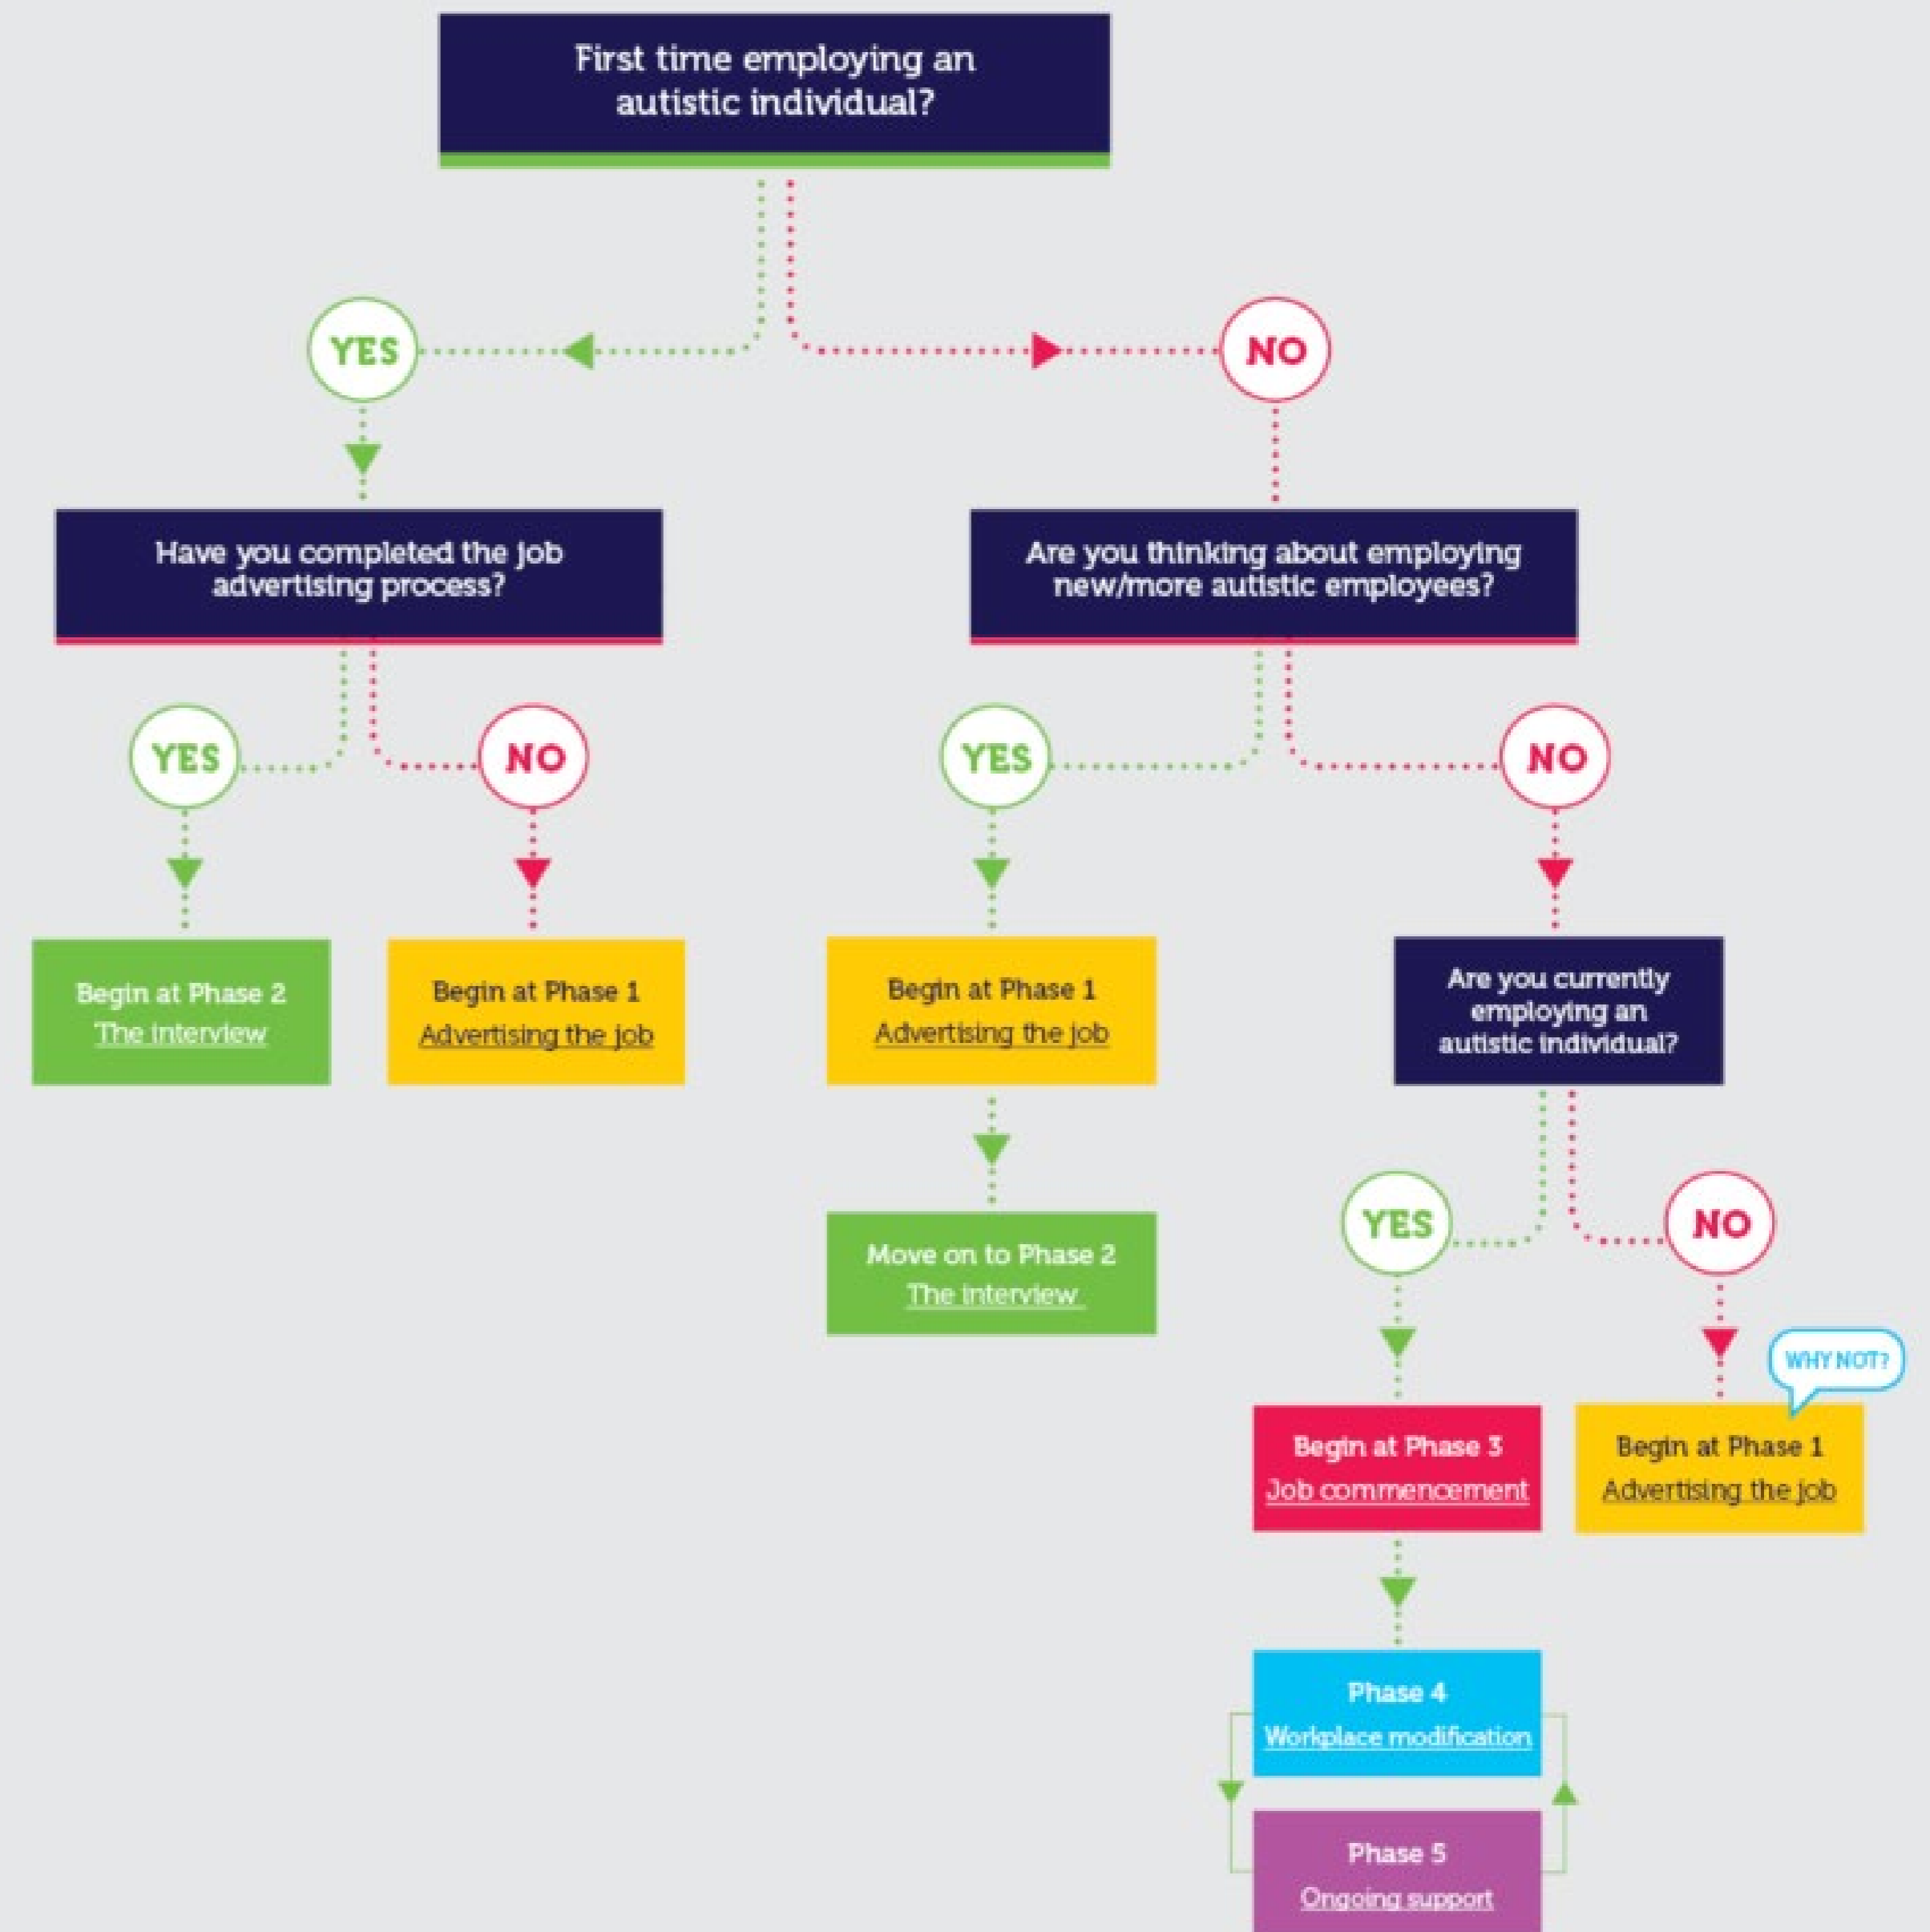 First time employing an
autistic individual?
YES
NO
Have you completed the job
advertising process?
Are you thinking about employing
new/more autistic employees?
YES
NO
YES
NO
Begin at Phase 2
The interview
Begin at Phase 1
Advertising the job
Begin at Phase 1
Advertising the job
Are you currently
employing an
autistic individual?
Move on to Phase 2
The interview
YES
NO
WHY NOT?
Begin at Phase 3
Job commencement
Begin at Phase 1
Advertising the job
Phase 4
Workplace modification
Phase 5
Ongoing support